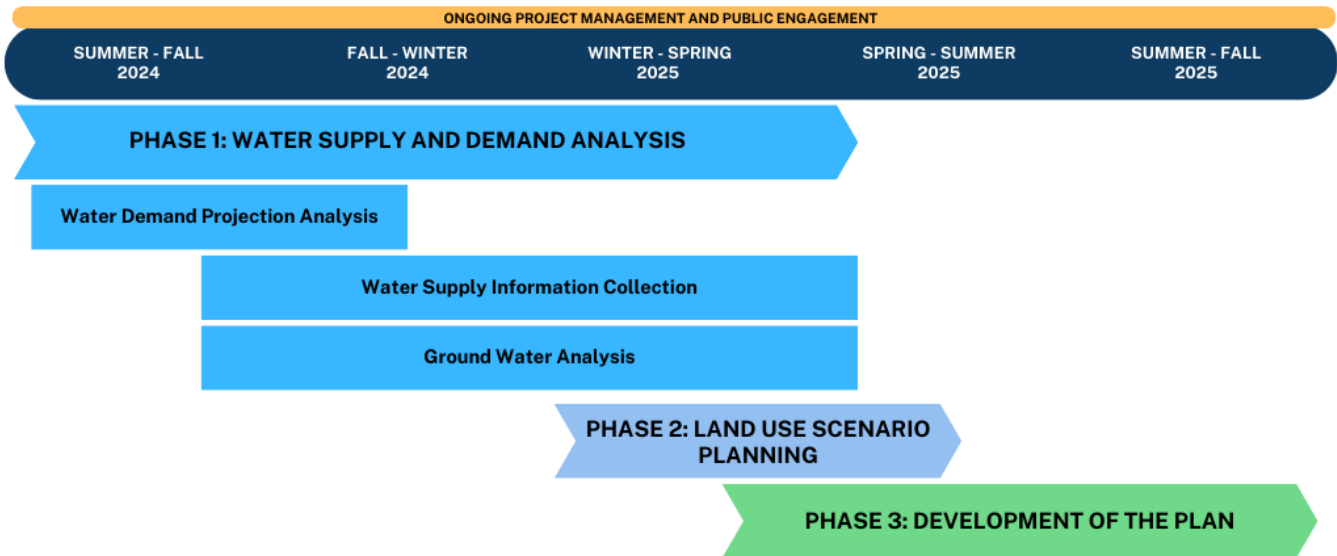 ONGOING PROJECT MANAGEMENT AND PUBLIC ENGAGEMENT
SUMMER - FALL
2024
FALL - WINTER
2024
WINTER - SPRING
2025
SPRING - SUMMER
2025
SUMMER - FALL
2025
PHASE 1: WATER SUPPLY AND DEMAND ANALYSIS
Water Demand Projection Analysis
Water Supply Information Collection
Ground Water Analysis
PHASE 2: LAND USE SCENARIO
PLANNING
PHASE 3: DEVELOPMENT OF THE PLAN